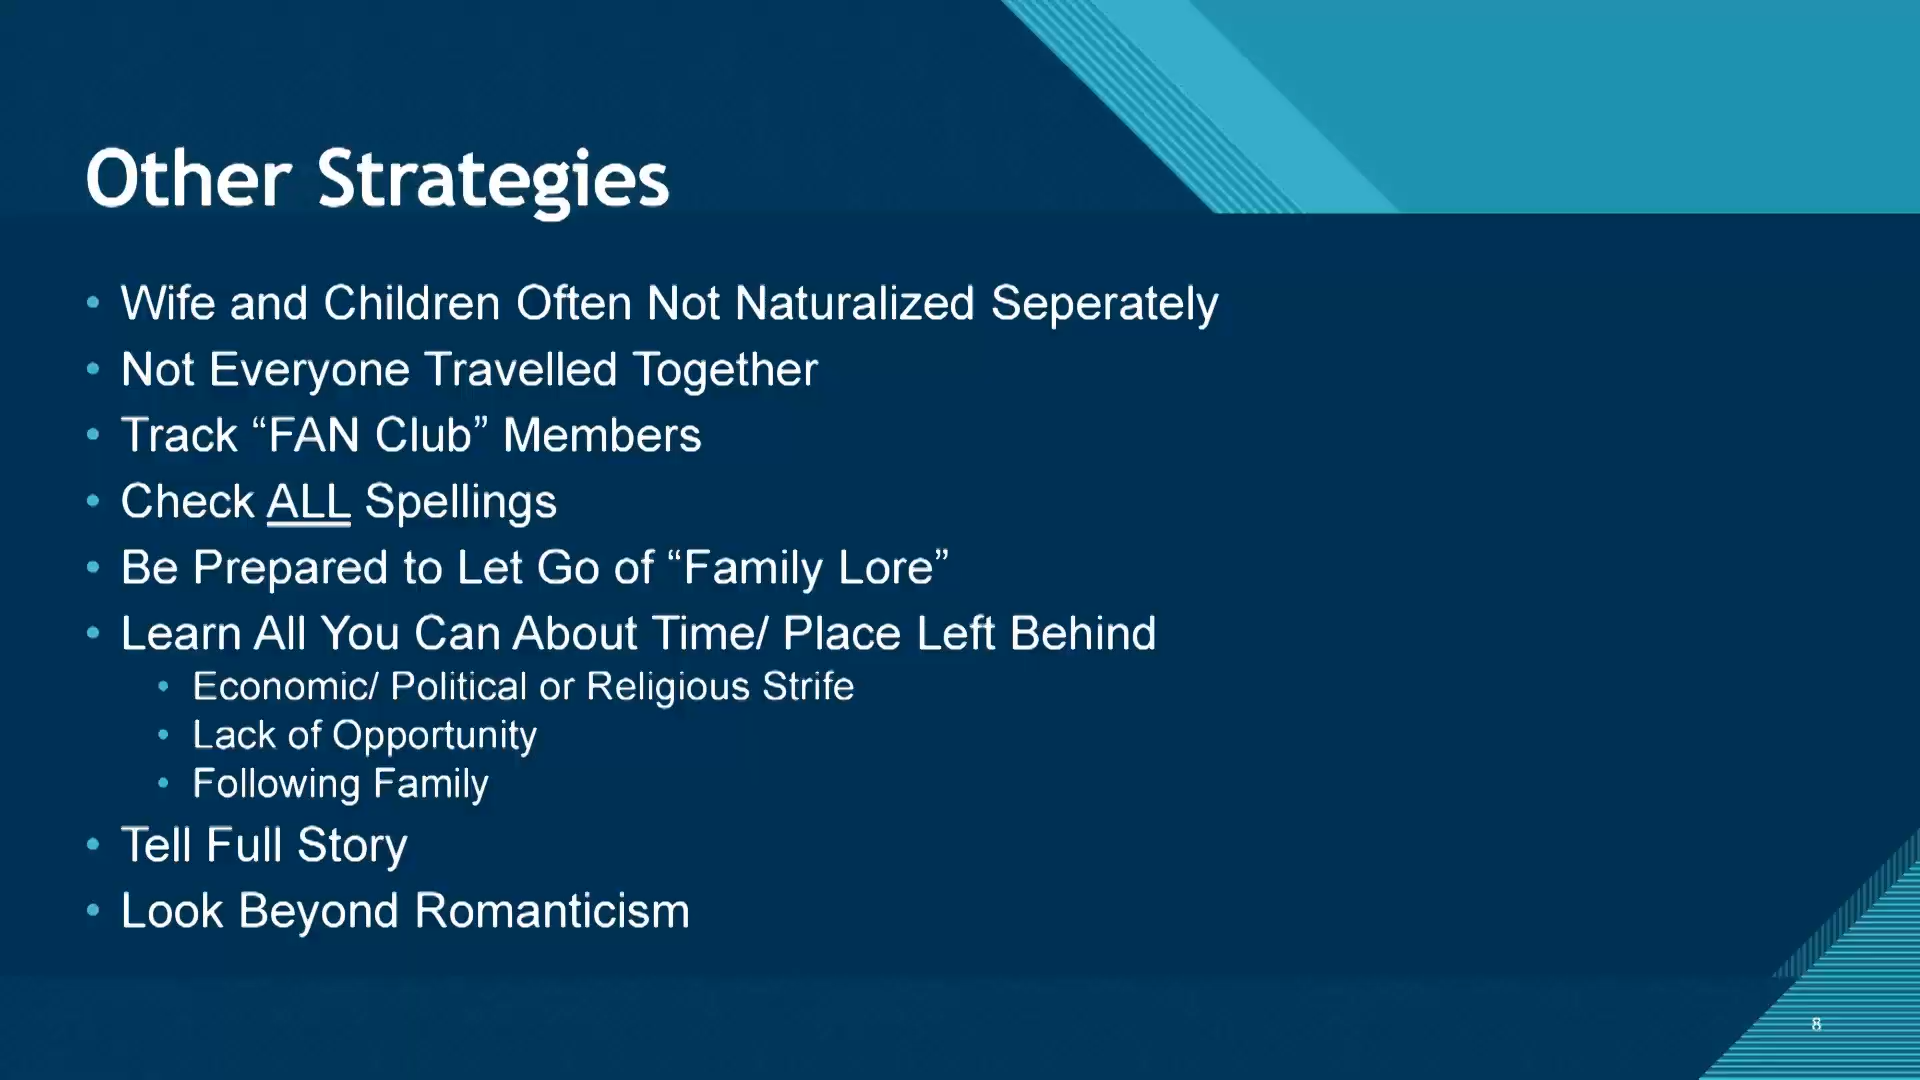 Other Strategies
• Wife and Children Often Not Naturalized Seperately
• Not Everyone Travelled Together
• Track “FAN Club” Members
• Check ALL Spellings
• Be Prepared to Let Go of “Family Lore”
• Learn All You Can About Time/ Place Left Behind
• Economic/ Political or Religious Strife
• Lack of Opportunity
• Following Family
• Tell Full Story
• Look Beyond Romanticism
8